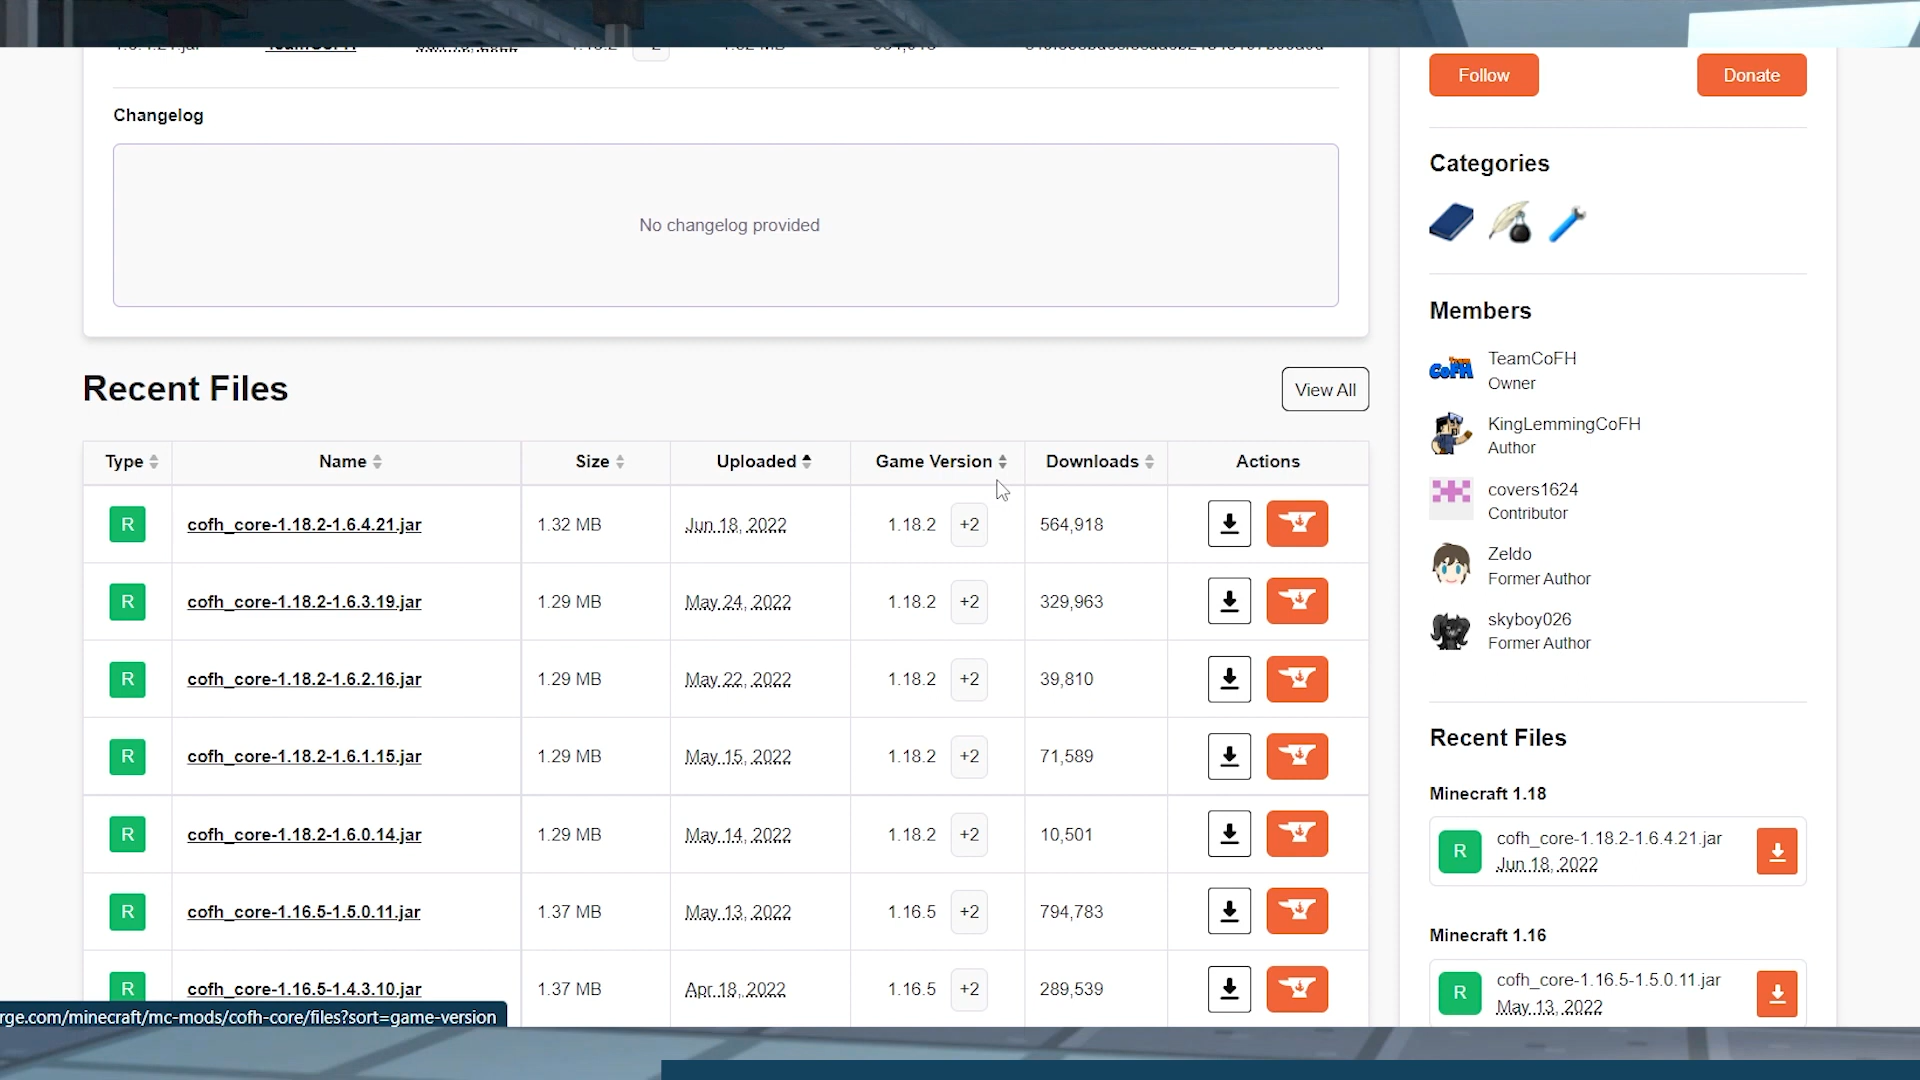 Follow
Donate
Changelog
No changelog provided
Categories
Members
TeamCoFH
Owner
KingLemmingCoFH
Author
covers1624
Contributor
Zeldo
Former Author
skyboy026
Former Author
Recent Files
View All
Type Name Size Uploaded Game Version Downloads Actions
R cofh_core-1.18.2-1.6.4.21.jar 1.32 MB Jun 18, 2022 1.18.2 +2 564,918
R cofh_core-1.18.2-1.6.3.19.jar 1.29 MB May 24, 2022 1.18.2 +2 329,963
R cofh_core-1.18.2-1.6.2.16.jar 1.29 MB May 22, 2022 1.18.2 +2 39,810
R cofh_core-1.18.2-1.6.1.15.jar 1.29 MB May 15, 2022 1.18.2 +2 71,589
R cofh_core-1.18.2-1.6.0.14.jar 1.29 MB May 14, 2022 1.18.2 +2 10,501
R cofh_core-1.16.5-1.5.0.11.jar 1.37 MB May 13, 2022 1.16.5 +2 794,783
R cofh_core-1.16.5-1.4.3.10.jar 1.37 MB Apr 18, 2022 1.16.5 +2 289,539
Recent Files
Minecraft 1.18
R cofh_core-1.18.2-1.6.4.21.jar
Jun 18, 2022
Minecraft 1.16
R cofh_core-1.16.5-1.5.0.11.jar
May 13, 2022
rge.com/minecraft/mc-mods/cofh-core/files?sort=game-version